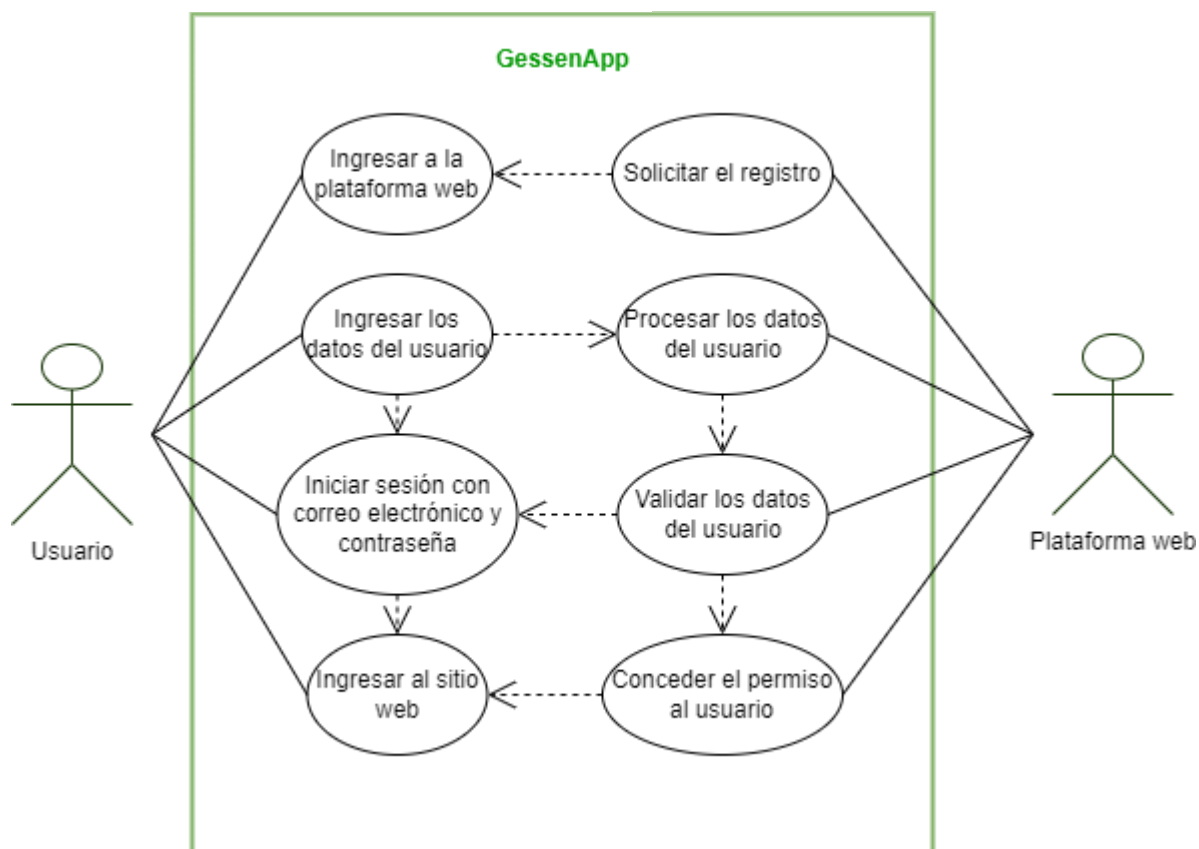 GessenApp
Ingresar a la
plataforma web
Solicitar el registro
Ingresar los
datos del usuario
Procesar los datos
del usuario
Iniciar sesión con
correo electrónico y
contraseña
Validar los datos
del usuario
Usuario
Plataforma web
Ingresar al sitio
web
Conceder el permiso
al usuario